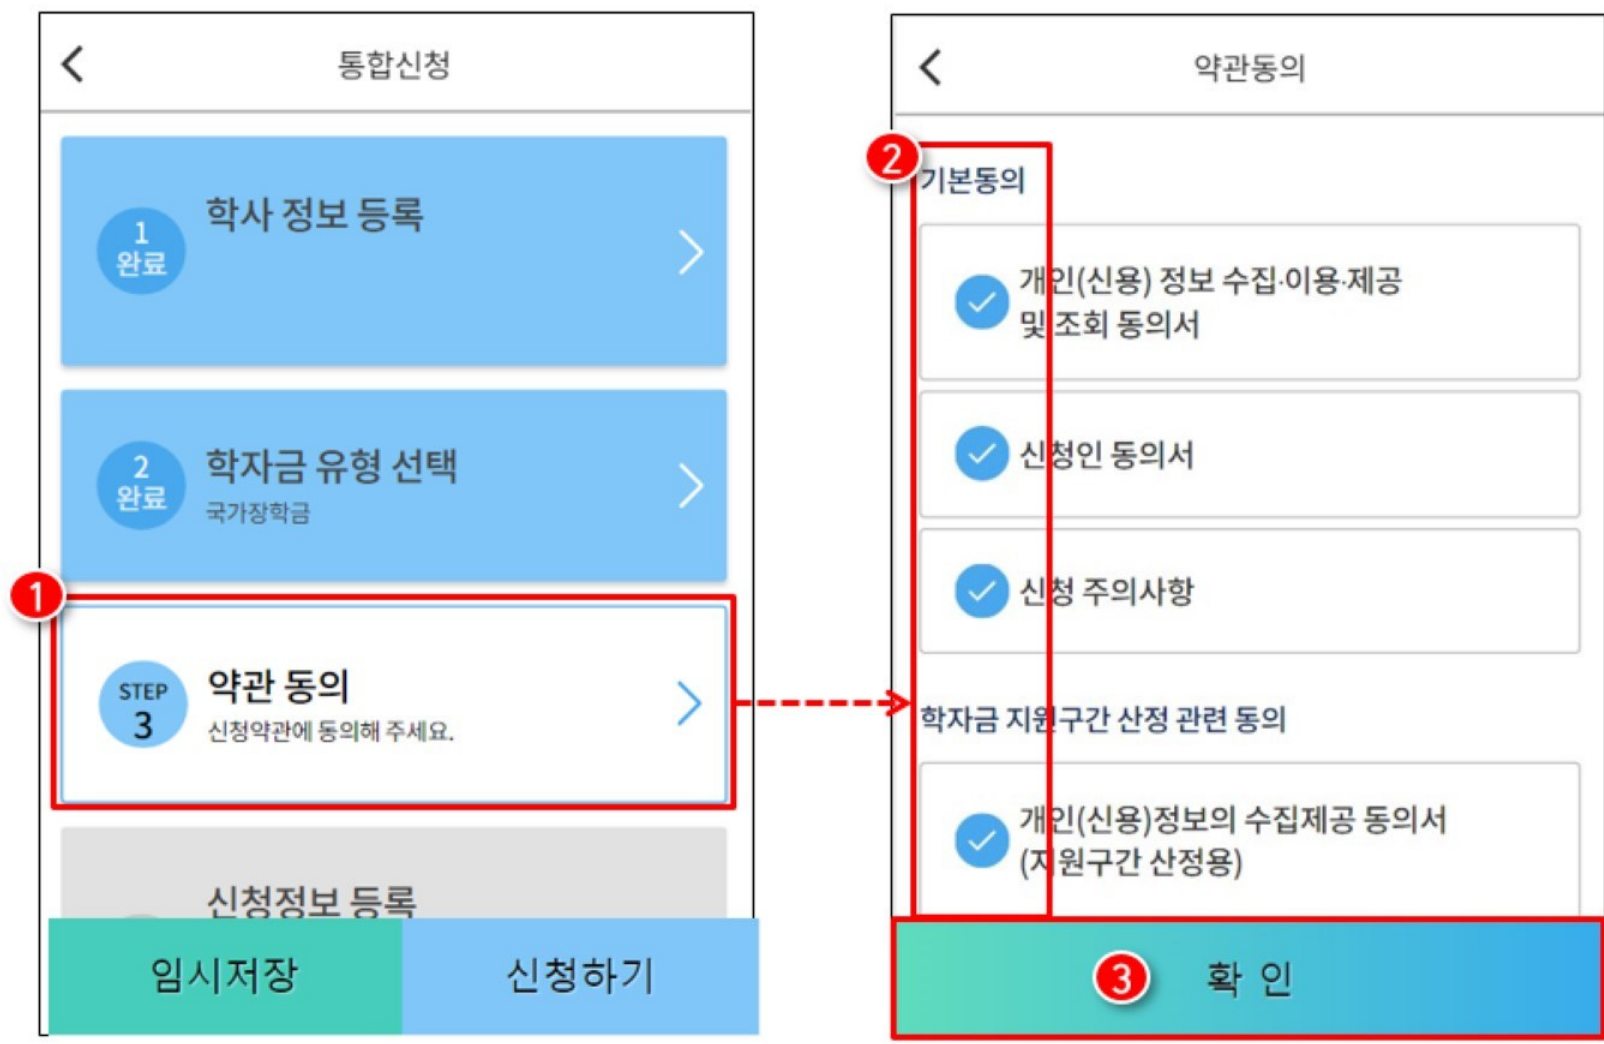 통합신청
1
완료
학사 정보 등록
2
완료
학자금 유형 선택
국가장학금
1
STEP
3
약관 동의
신청약관에 동의해 주세요.
신청정보 등록
임시저장
신청하기
약관동의
2
기본동의
개인(신용) 정보 수집·이용·제공
및 조회 동의서
신청인 동의서
신청 주의사항
학자금 지원구간 산정 관련 동의
개인(신용)정보의 수집제공 동의서
(지원구간 산정용)
3
확 인